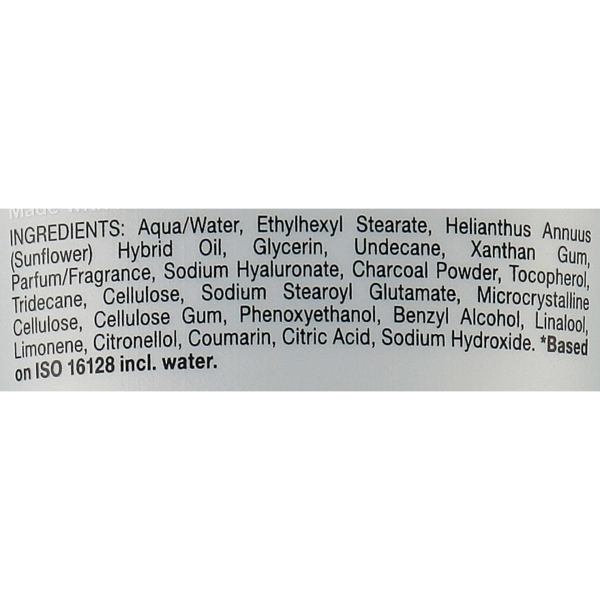 Made with
INGREDIENTS: Aqua/Water, Ethylhexyl Stearate, Helianthus Annuus
(Sunflower) Hybrid Oil, Glycerin, Undecane, Xanthan Gum,
Parfum/Fragrance, Sodium Hyaluronate, Charcoal Powder, Tocopherol,
Tridecane, Cellulose, Sodium Stearoyl Glutamate, Microcrystalline
Cellulose, Cellulose Gum, Phenoxyethanol, Benzyl Alcohol, Linalool,
Limonene, Citronellol, Coumarin, Citric Acid, Sodium Hydroxide. *Based
on ISO 16128 incl. water.